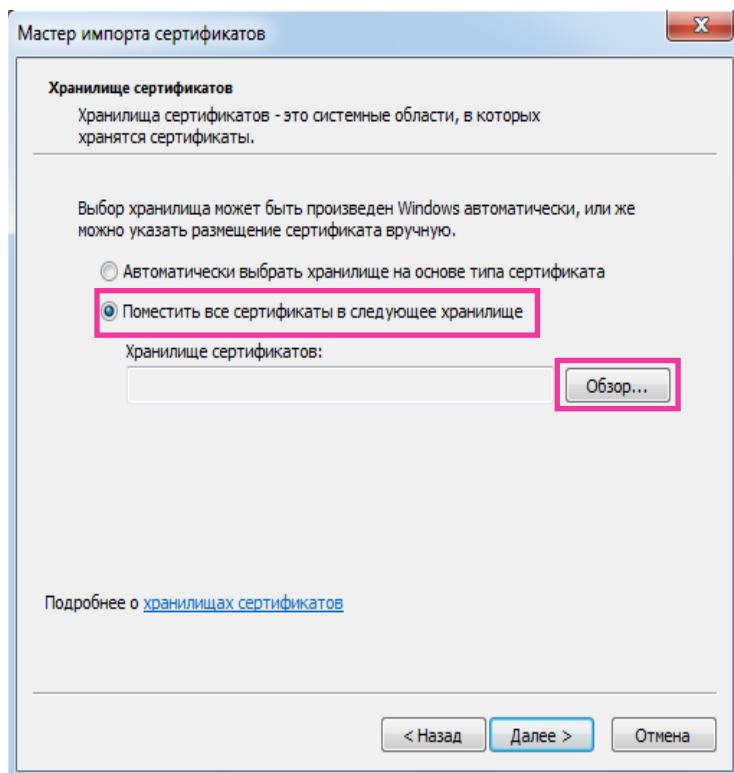 Мастер импорта сертификатов
X
Хранилище сертификатов
Хранилища сертификатов - это системные области, в которых
хранятся сертификаты.
Выбор хранилища может быть произведен Windows автоматически, или же
можно указать размещение сертификата вручную.
Автоматически выбрать хранилище на основе типа сертификата
Поместить все сертификаты в следующее хранилище
Хранилище сертификатов:
Обзор...
Подробнее о хранилищах сертификатов
< Назад Далее > Отмена